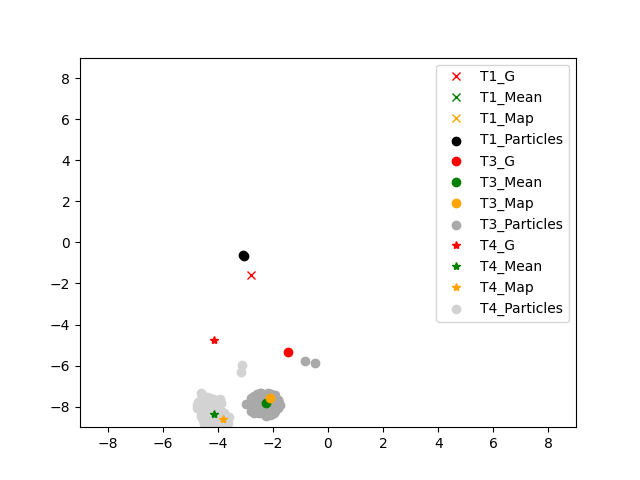 8
6
4
2
0
−2
−4
−6
−8
−8 −6 −4 −2 0 2 4 6 8
T1_G
T1_Mean
T1_Map
T1_Particles
T3_G
T3_Mean
T3_Map
T3_Particles
T4_G
T4_Mean
T4_Map
T4_Particles